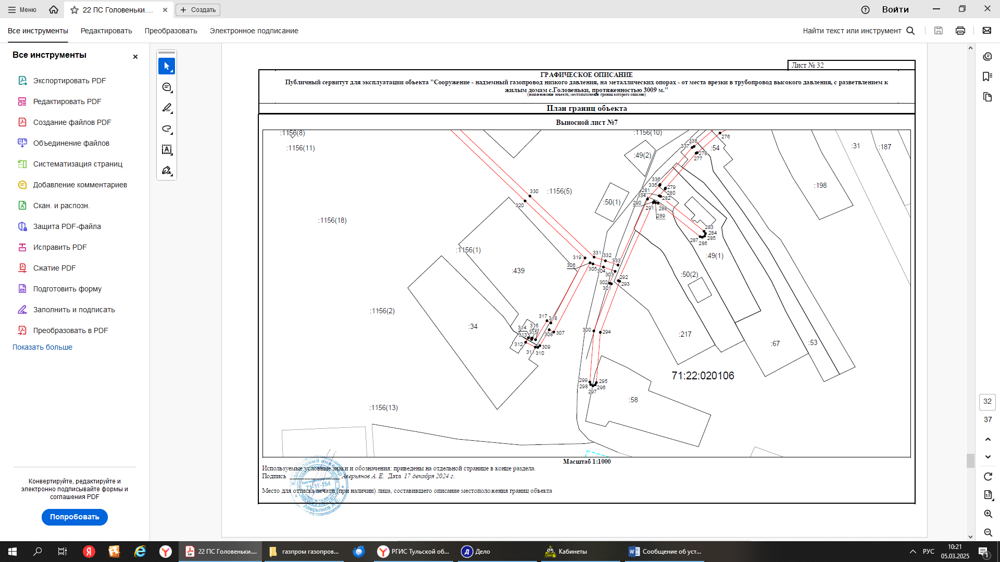 Меню
22 ПС Головеньки....
Создать
Войти
Все инструменты
Редактировать
Преобразовать
Электронное подписание
Найти текст или инструмент
Все инструменты
Экспортировать PDF
Редактировать PDF
Создание файлов PDF
Объединение файлов
Систематизация страниц
Добавление комментариев
Скан. и распозн.
Защита PDF-файла
Исправить PDF
Сжатие PDF
Подготовить форму
Заполнить и подписать
Преобразовать в PDF
Показать больше
Конвертируйте, редактируйте и
электронно подписывайте формы и
соглашения PDF
Попробовать
Лист № 32
ГРАФИЧЕСКОЕ ОПИСАНИЕ
Публичный сервитут для эксплуатации объекта "Сооружение - надземный газопровод низкого давления, на металлических опорах - от места врезки в трубопровод высокого давления, с разветвлением к
жилым домам с.Головеньки, протяженностью 3009 м."
(наименование объекта, местоположение границ которого описано)
План границ объекта
Выносной лист №7
:1156(8)
:1156(10)
276
338
337
:54
:31
:187
:1156(11)
:49(2)
278
277
336
335
279
:198
330
:1156(5)
281
280
334
282
320
:50(1)
290
291
288
289
:1156(18)
283
284
287
285
286
:1156(1)
331
332
:49(1)
319
306
305
304
333
303
:439
:50(2)
302
301
292
293
:1156(2)
317
318
314
316
:34
313
315
308
307
300
294
312
309
311
310
:217
:67
:53
71:22:020106
299
298
295
296
297
:58
:1156(13)
Масштаб 1:1000
Используемые условные знаки и обозначения: приведены на отдельной странице в конце раздела.
Подпись Аверьянов А. Е. Дата 17 декабря 2024 г.
Место для оттиска печати (при наличии) лица, составившего описание местоположения границ объекта
Кадастровый инженер
71-11-154
Аверьянов А.Е.
32
37
22 ПС Головеньки....
газпром газопров...
РГИС Тульской об...
Дело
Кабинеты
Сообщение об уст...
РУС
10:21
05.03.2025
1